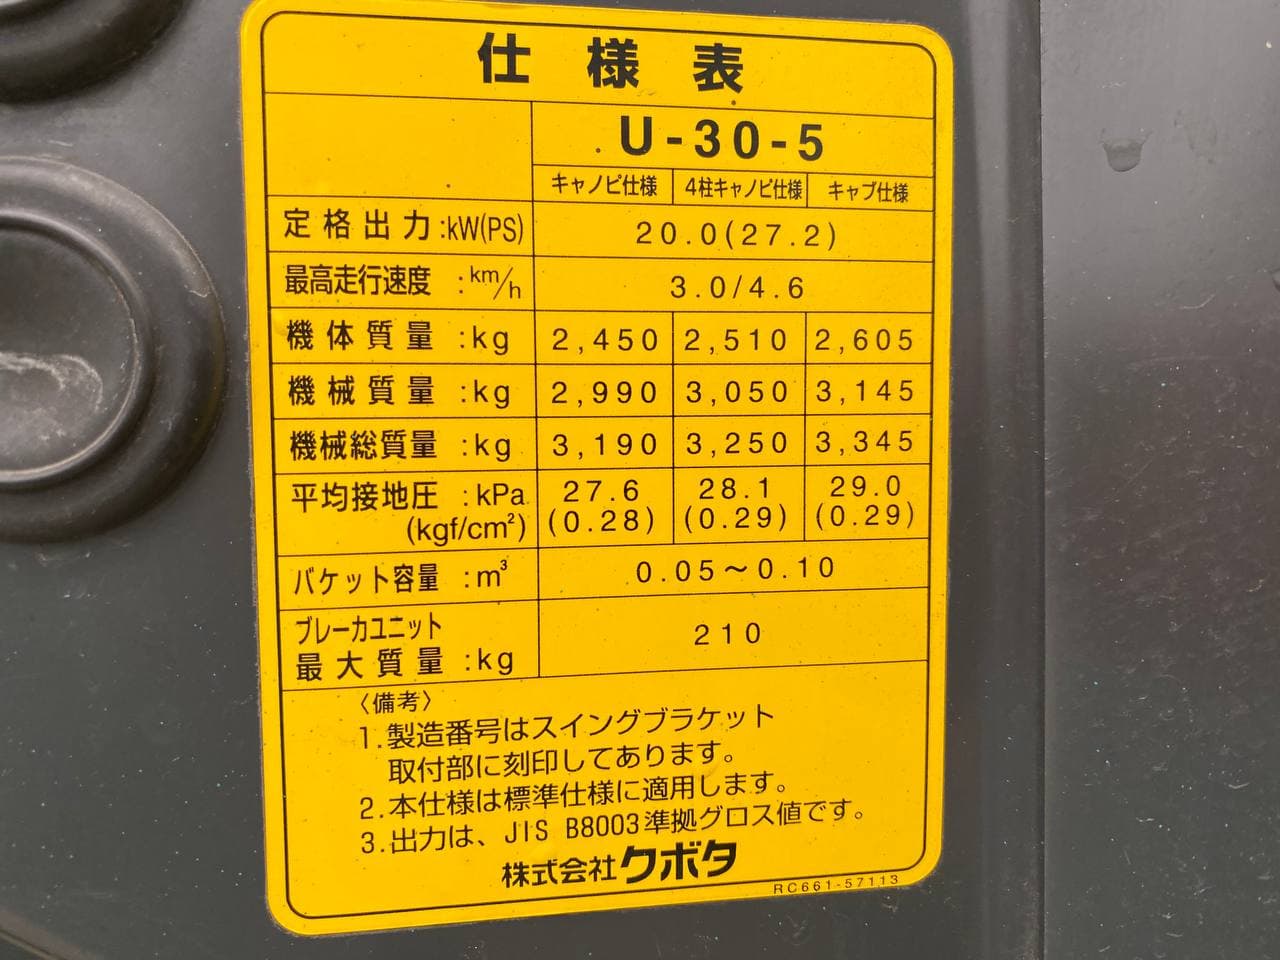 仕様表
U-30-5
キャノピ仕様 4柱キャノピ仕様 キャブ仕様
定格出力:kW(PS) 20.0(27.2)
最高走行速度 :km/h 3.0/4.6
機体質量 :kg 2,450 2,510 2,605
機械質量 :kg 2,990 3,050 3,145
機械総質量 :kg 3,190 3,250 3,345
平均接地圧 :kPa 27.6 28.1 29.0
(kgf/cm²) (0.28) (0.29) (0.29)
バケット容量 :m³ 0.05～0.10
ブレーカユニット
最大質量 :kg 210
〈備考〉
1.製造番号はスイングブラケット
取付部に刻印してあります。
2.本仕様は標準仕様に適用します。
3.出力は、JIS B8003準拠グロス値です。
株式会社クボタ
RC661-57113